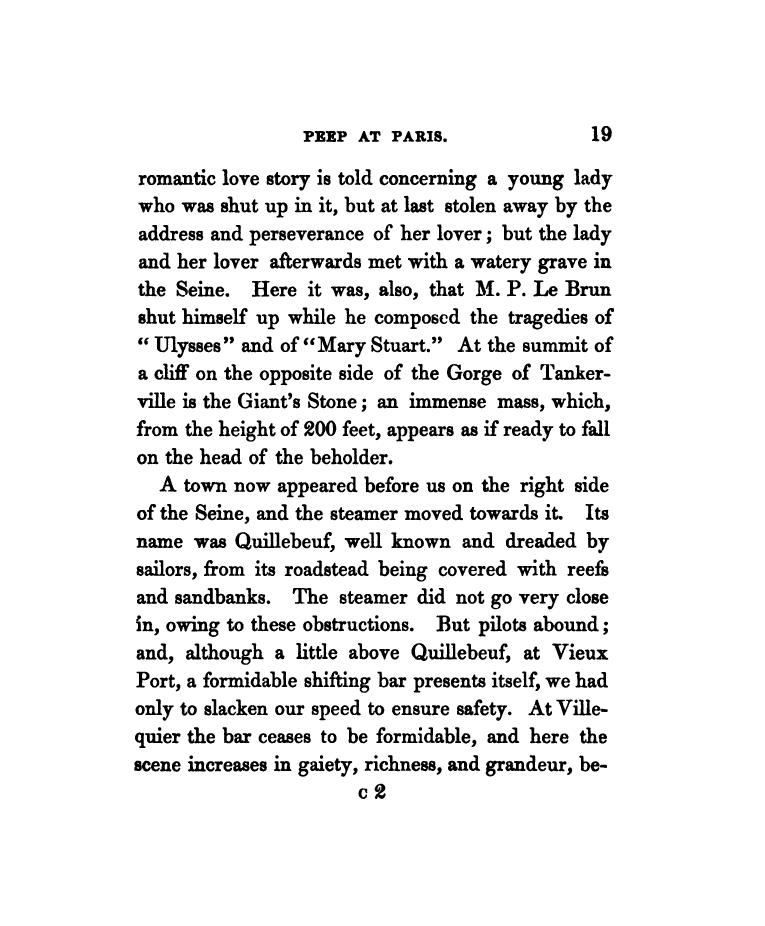 PEEP AT PARIS. 19
romantic love story is told concerning a young lady
who was shut up in it, but at last stolen away by the
address and perseverance of her lover; but the lady
and her lover afterwards met with a watery grave in
the Seine. Here it was, also, that M. P. Le Brun
shut himself up while he composed the tragedies of
“ Ulysses” and of “Mary Stuart.” At the summit of
a cliff on the opposite side of the Gorge of Tanker-
ville is the Giant's Stone; an immense mass, which,
from the height of 200 feet, appears as if ready to fall
on the head of the beholder.
A town now appeared before us on the right side
of the Seine, and the steamer moved towards it. Its
name was Quillebeuf, well known and dreaded by
sailors, from its roadstead being covered with reefs
and sandbanks. The steamer did not go very close
in, owing to these obstructions. But pilots abound;
and, although a little above Quillebeuf, at Vieux
Port, a formidable shifting bar presents itself, we had
only to slacken our speed to ensure safety. At Ville-
quier the bar ceases to be formidable, and here the
scene increases in gaiety, richness, and grandeur, be-
C 2